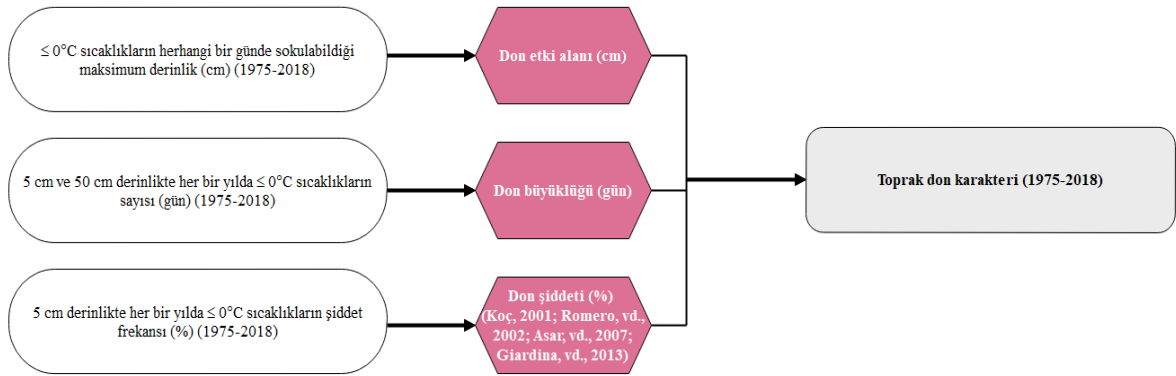 ≤ 0°C sıcaklıkların herhangi bir günde sokulabildiği
maksimum derinlik (cm) (1975-2018)
Don etki alanı (cm)
5 cm ve 50 cm derinlikte her bir yılda ≤ 0°C sıcaklıkların
sayısı (gün) (1975-2018)
Don büyüklüğü (gün)
Toprak don karakteri (1975-2018)
5 cm derinlikte her bir yılda ≤ 0°C sıcaklıkların şiddet
frekansı (%) (1975-2018)
Don şiddeti (%)
(Koç, 2001; Romero, vd.,
2002; Asar, vd., 2007;
Giardina, vd., 2013)